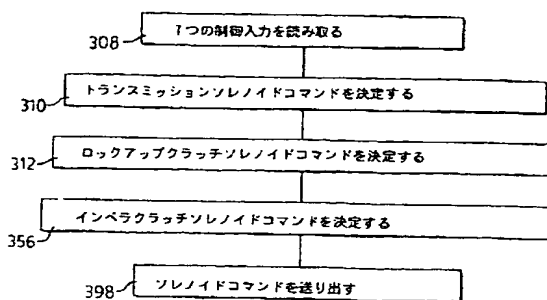 7つの制御入力を読み取る
308
トランスミッションソレノイドコマンドを決定する
310
ロックアップクラッチソレノイドコマンドを決定する
312
インペラクラッチソレノイドコマンドを決定する
356
ソレノイドコマンドを送り出す
398